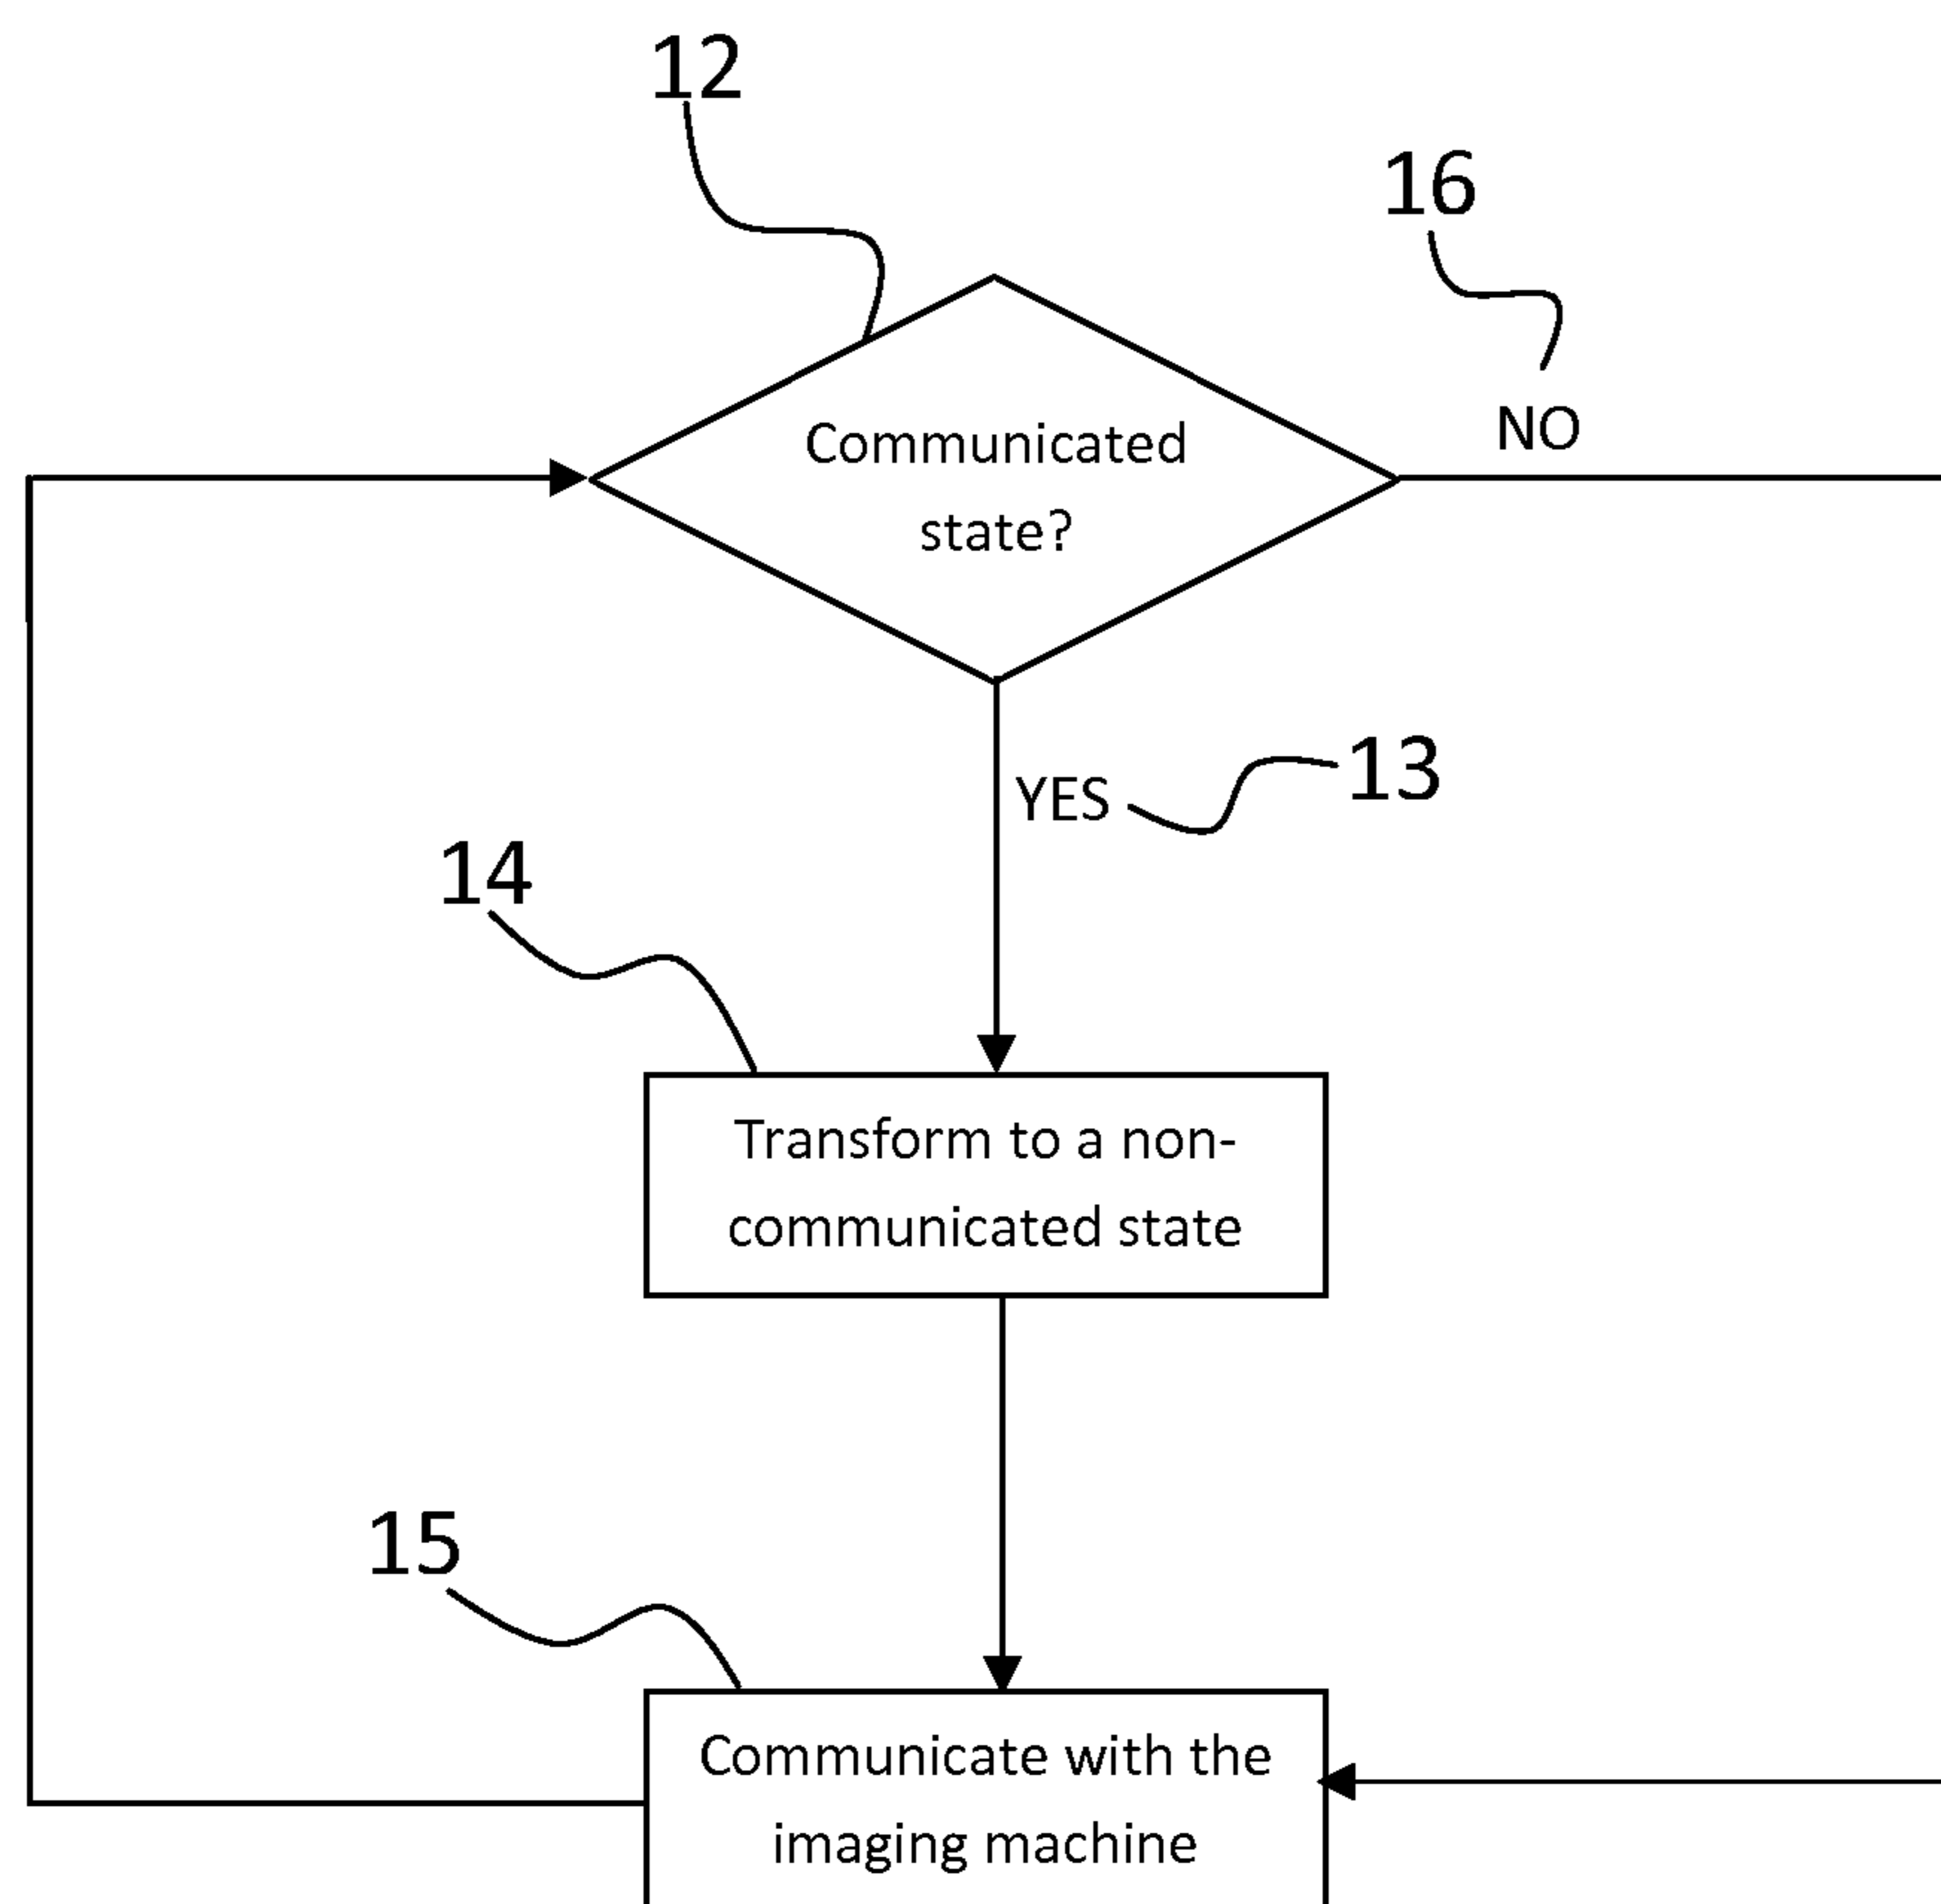 12
16
Communicated
state?
NO
YES
13
14
Transform to a non-
communicated state
15
Communicate with the
imaging machine